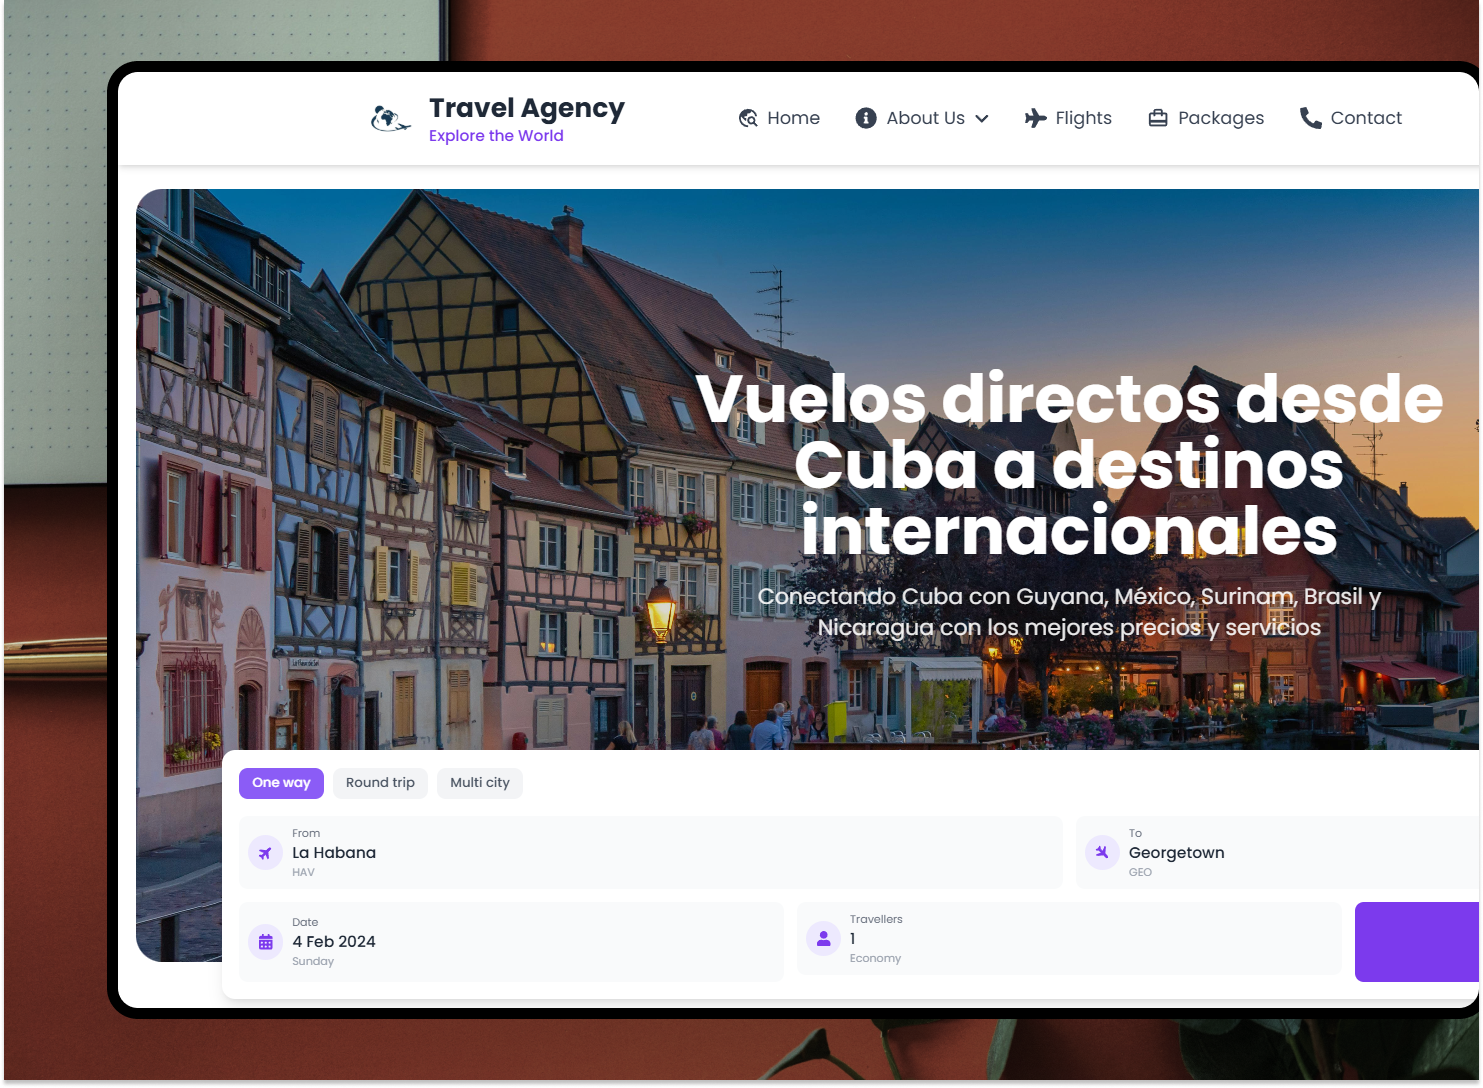 Travel Agency
Explore the World
Home
About Us
Flights
Packages
Contact
Vuelos directos desde
Cuba a destinos
internacionales
Conectando Cuba con Guyana, México, Surinam, Brasil y
Nicaragua con los mejores precios y servicios
One way
Round trip
Multi city
From
La Habana
HAV
To
Georgetown
GEO
Date
4 Feb 2024
Sunday
Travellers
1
Economy